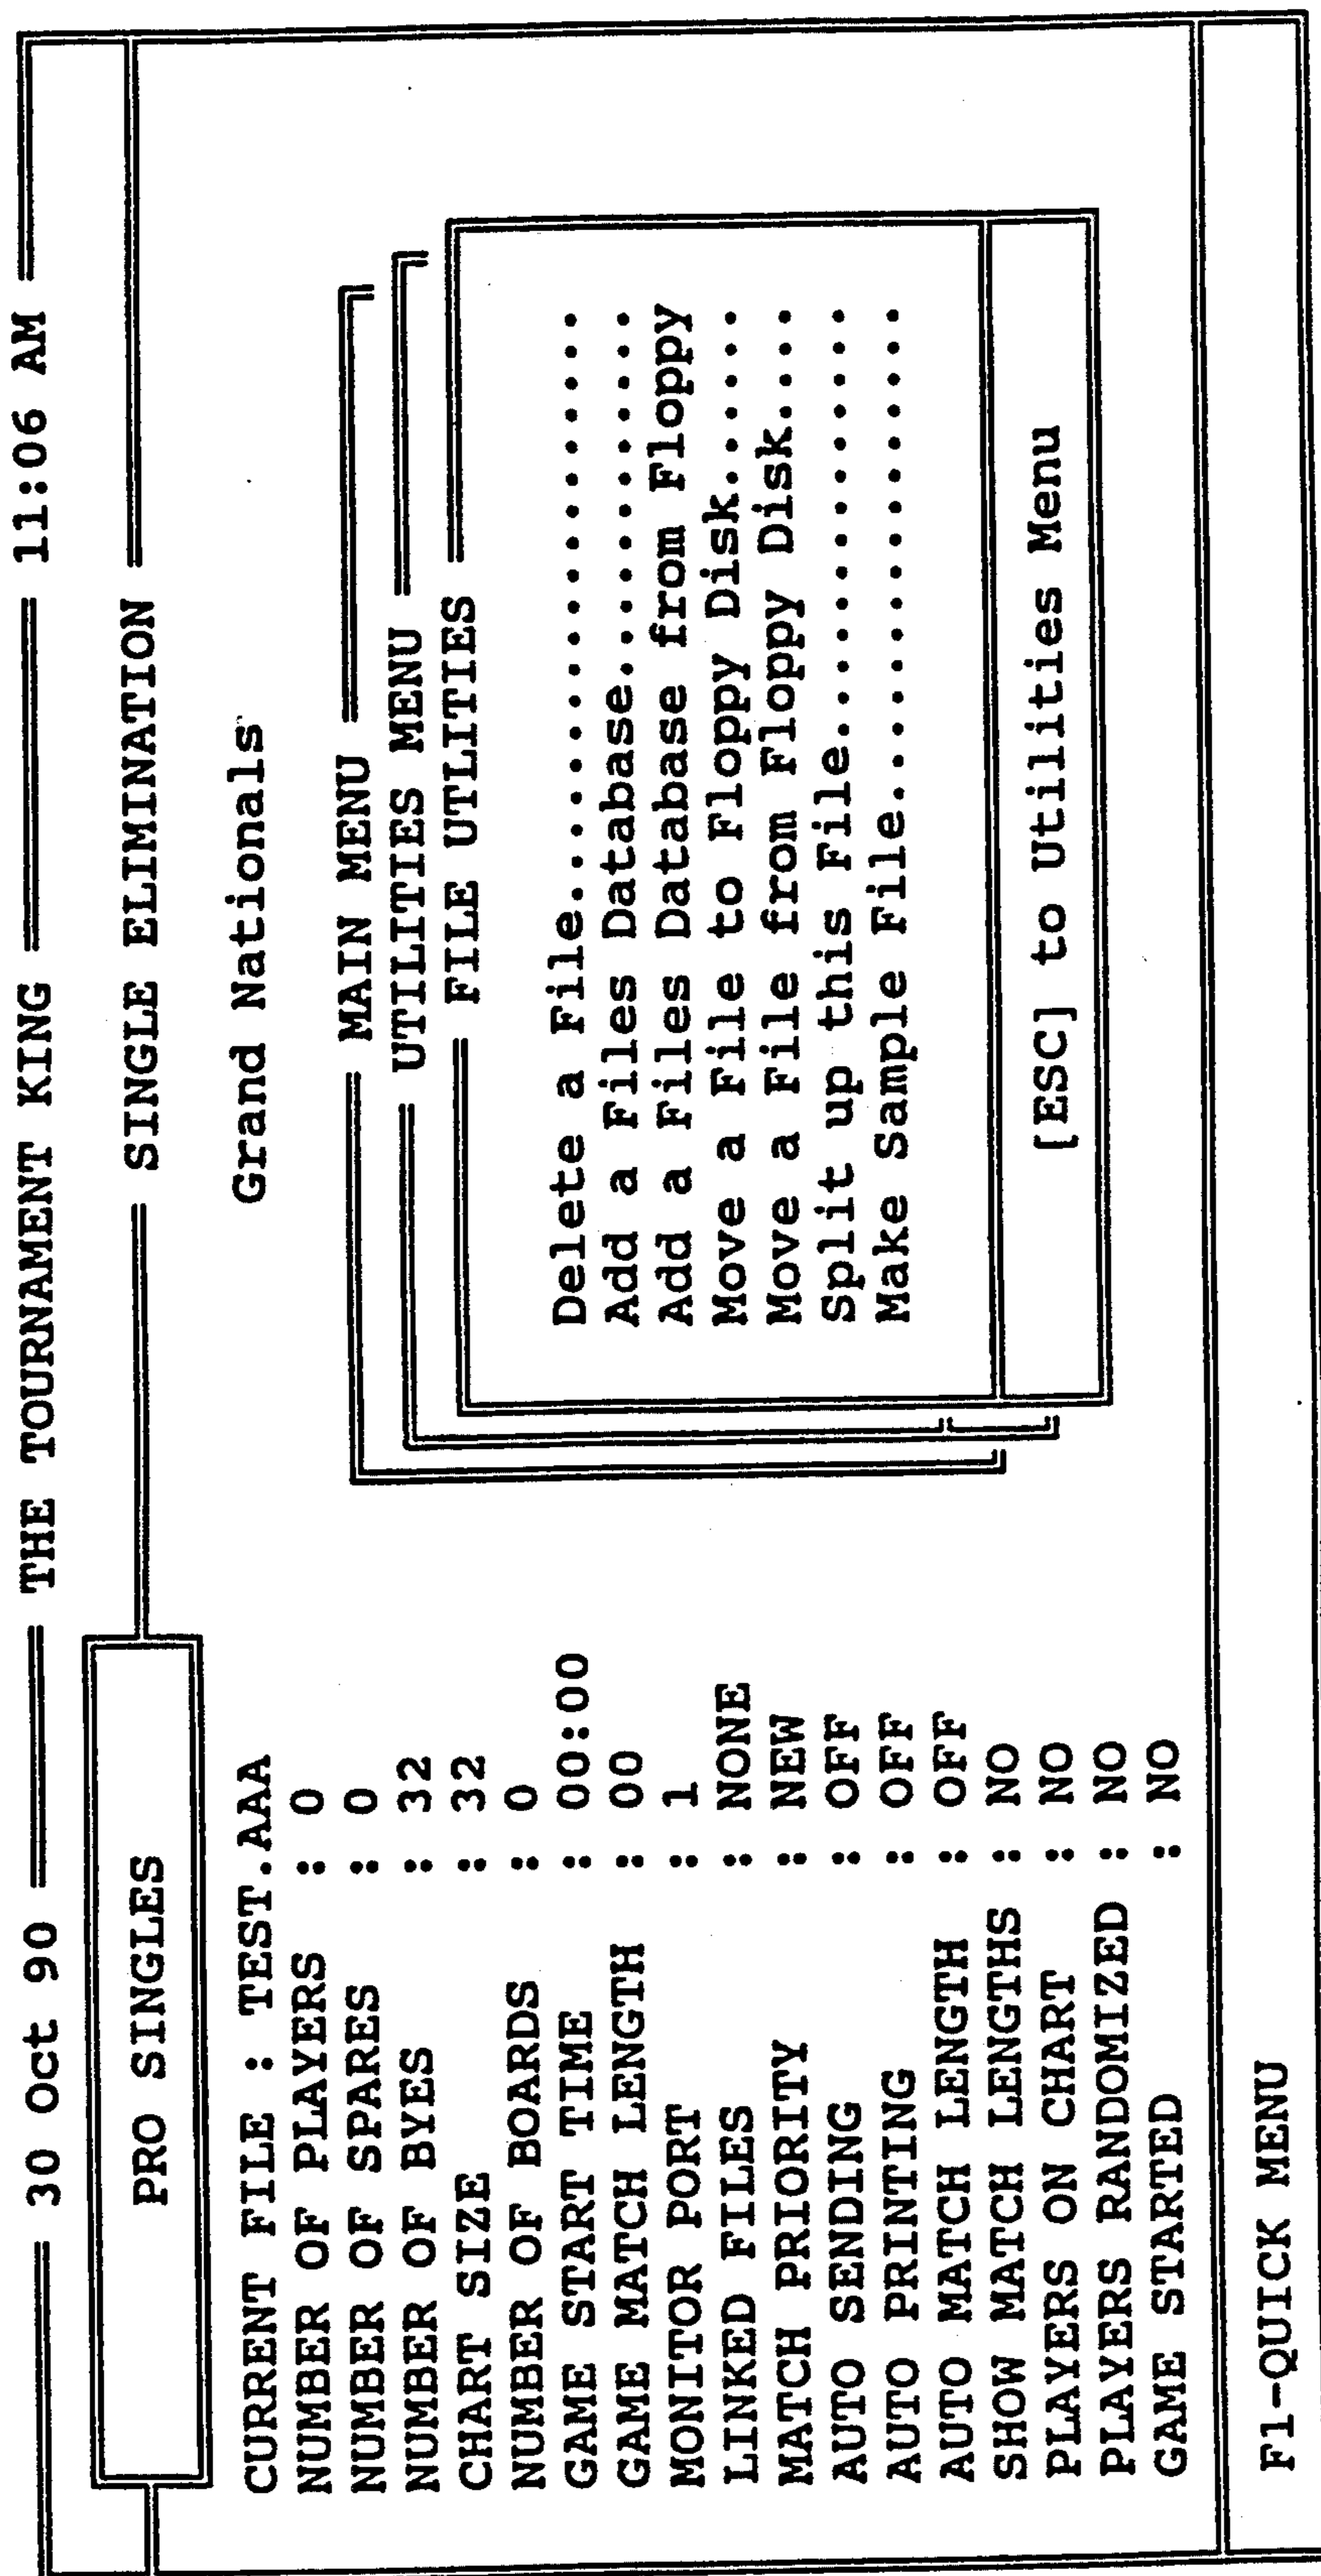 30 Oct 90 THE TOURNAMENT KING 11:06 AM
PRO SINGLES
SINGLE ELIMINATION
CURRENT FILE : TEST.AAA
NUMBER OF PLAYERS : 0
NUMBER OF SPARES : 0
NUMBER OF BYES : 32
CHART SIZE : 32
NUMBER OF BOARDS : 0
GAME START TIME : 00:00
GAME MATCH LENGTH : 00
MONITOR PORT : 1
LINKED FILES : NONE
MATCH PRIORITY : NEW
AUTO SENDING : OFF
AUTO PRINTING : OFF
AUTO MATCH LENGTH : OFF
SHOW MATCH LENGTHS : NO
PLAYERS ON CHART : NO
PLAYERS RANDOMIZED : NO
GAME STARTED : NO
Grand Nationals
MAIN MENU
UTILITIES MENU
FILE UTLITIES
Delete a File....................
Add a Files Database............
Add a Files Database from Floppy
Move a File to Floppy Disk......
Move a File from Floppy Disk....
Split up this File..............
Make Sample File................
[ESC] to Utilities Menu
F1-QUICK MENU